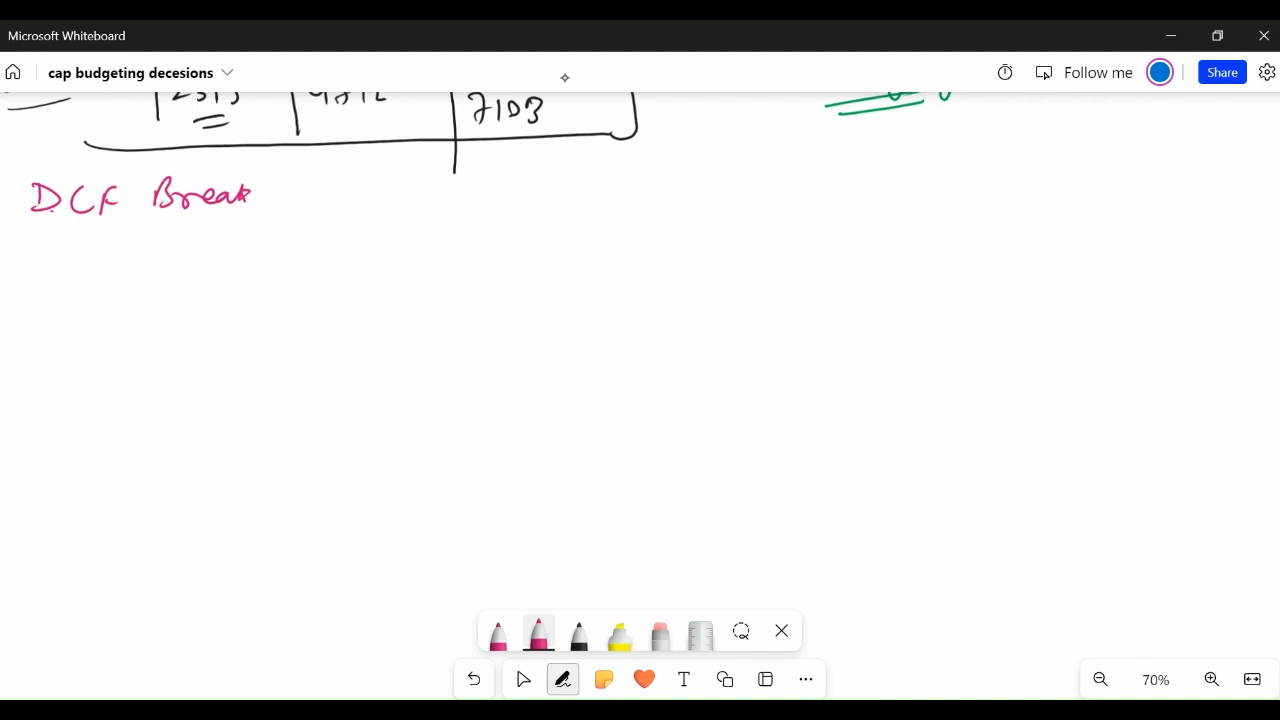 Microsoft Whiteboard
cap budgeting decesions
Follow me
Share
7103
DCF Break
70%